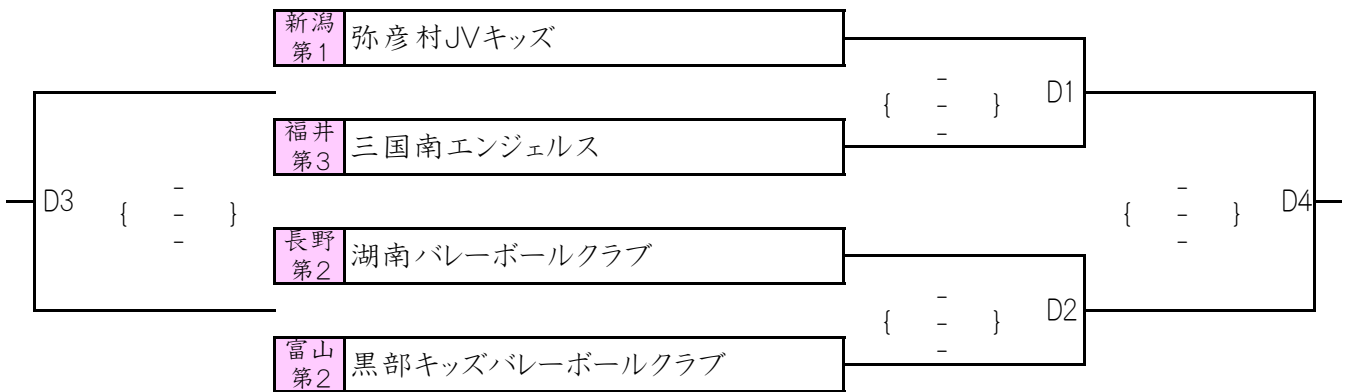 新潟
第1
弥彦村JVキッズ
- 
{ - } D1
-
福井
第3
三国南エンジェルス
-
D3 { - }
-
-
{ - } D4
-
長野
第2
湖南バレーボールクラブ
-
{ - } D2
-
富山
第2
黒部キッズバレーボールクラブ